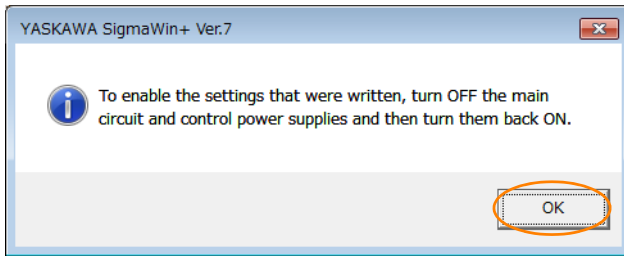 YASKAWA SigmaWin+ Ver.7
To enable the settings that were written, turn OFF the main
circuit and control power supplies and then turn them back ON.
OK